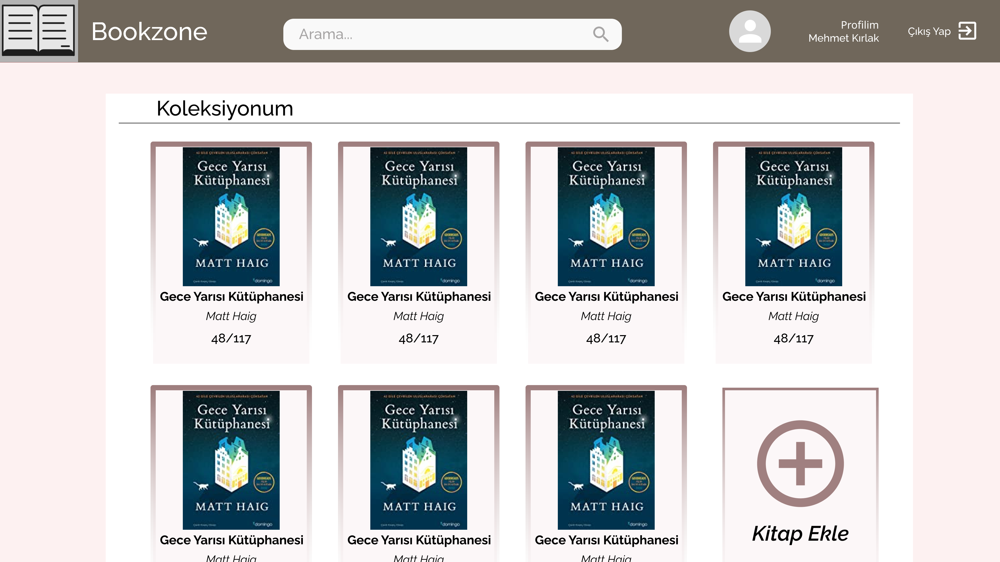 Bookzone
Arama...
Profilim
Mehmet Kırlak
Çıkış Yap
Koleksiyonum
42 DİLE ÇEVRİLEN ULUSLARARASI ÇOKSATAN
Gece Yarısı
Kütüphanesi
GOODREADS
MATT HAIG
domingo
Gece Yarısı Kütüphanesi
Matt Haig
48/117
42 DİLE ÇEVRİLEN ULUSLARARASI ÇOKSATAN
Gece Yarısı
Kütüphanesi
GOODREADS
MATT HAIG
domingo
Gece Yarısı Kütüphanesi
Matt Haig
48/117
42 DİLE ÇEVRİLEN ULUSLARARASI ÇOKSATAN
Gece Yarısı
Kütüphanesi
GOODREADS
MATT HAIG
domingo
Gece Yarısı Kütüphanesi
Matt Haig
48/117
42 DİLE ÇEVRİLEN ULUSLARARASI ÇOKSATAN
Gece Yarısı
Kütüphanesi
GOODREADS
MATT HAIG
domingo
Gece Yarısı Kütüphanesi
Matt Haig
48/117
42 DİLE ÇEVRİLEN ULUSLARARASI ÇOKSATAN
Gece Yarısı
Kütüphanesi
GOODREADS
MATT HAIG
domingo
Gece Yarısı Kütüphanesi
Matt Haig
42 DİLE ÇEVRİLEN ULUSLARARASI ÇOKSATAN
Gece Yarısı
Kütüphanesi
GOODREADS
MATT HAIG
domingo
Gece Yarısı Kütüphanesi
Matt Haig
42 DİLE ÇEVRİLEN ULUSLARARASI ÇOKSATAN
Gece Yarısı
Kütüphanesi
GOODREADS
MATT HAIG
domingo
Gece Yarısı Kütüphanesi
Matt Haig
Kitap Ekle